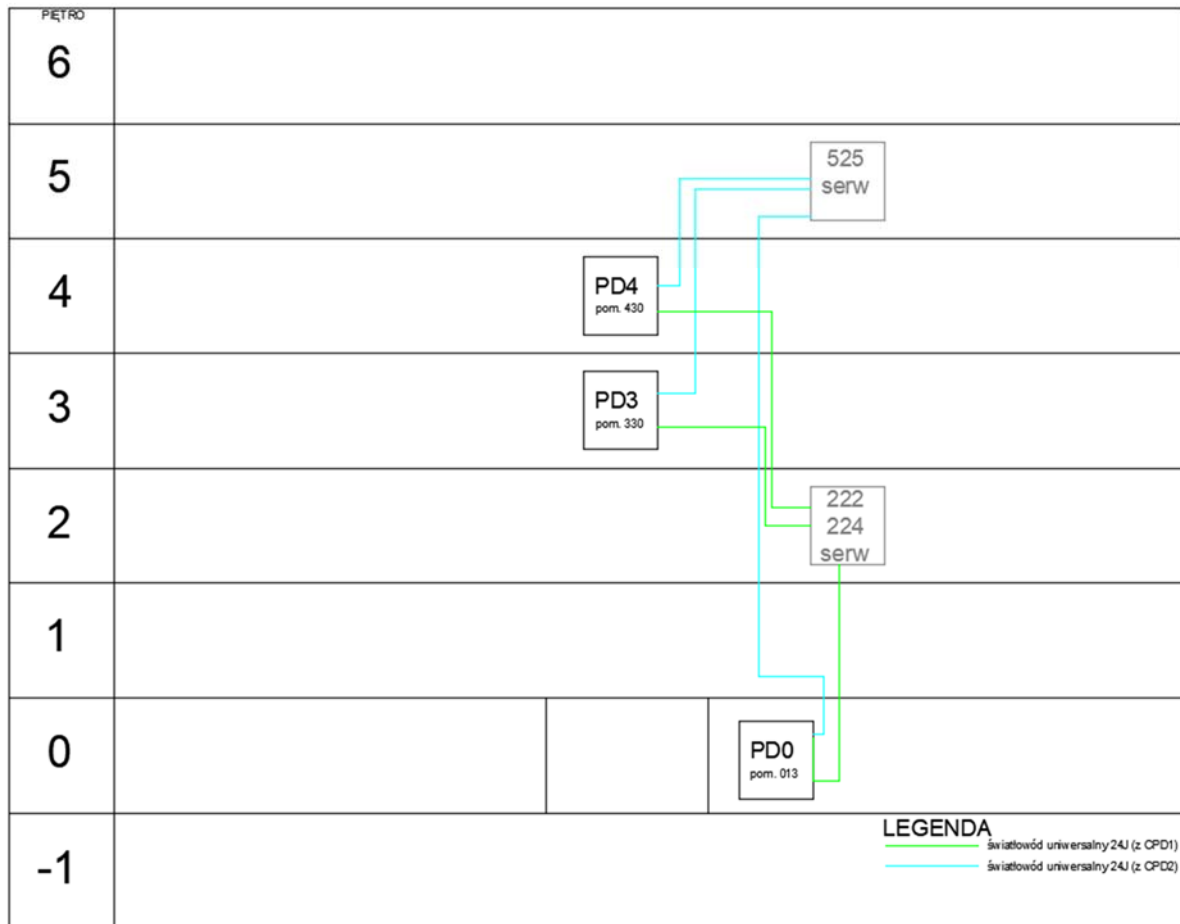 PIĘTRO
6
5
525
serw
4
PD4
pom. 430
3
PD3
pom. 330
2
222
224
serw
1
0
PD0
pom. 013
-1
LEGENDA
światłowód uniwersalny 24J (z CPD1)
światłowód uniwersalny 24J (z CPD2)